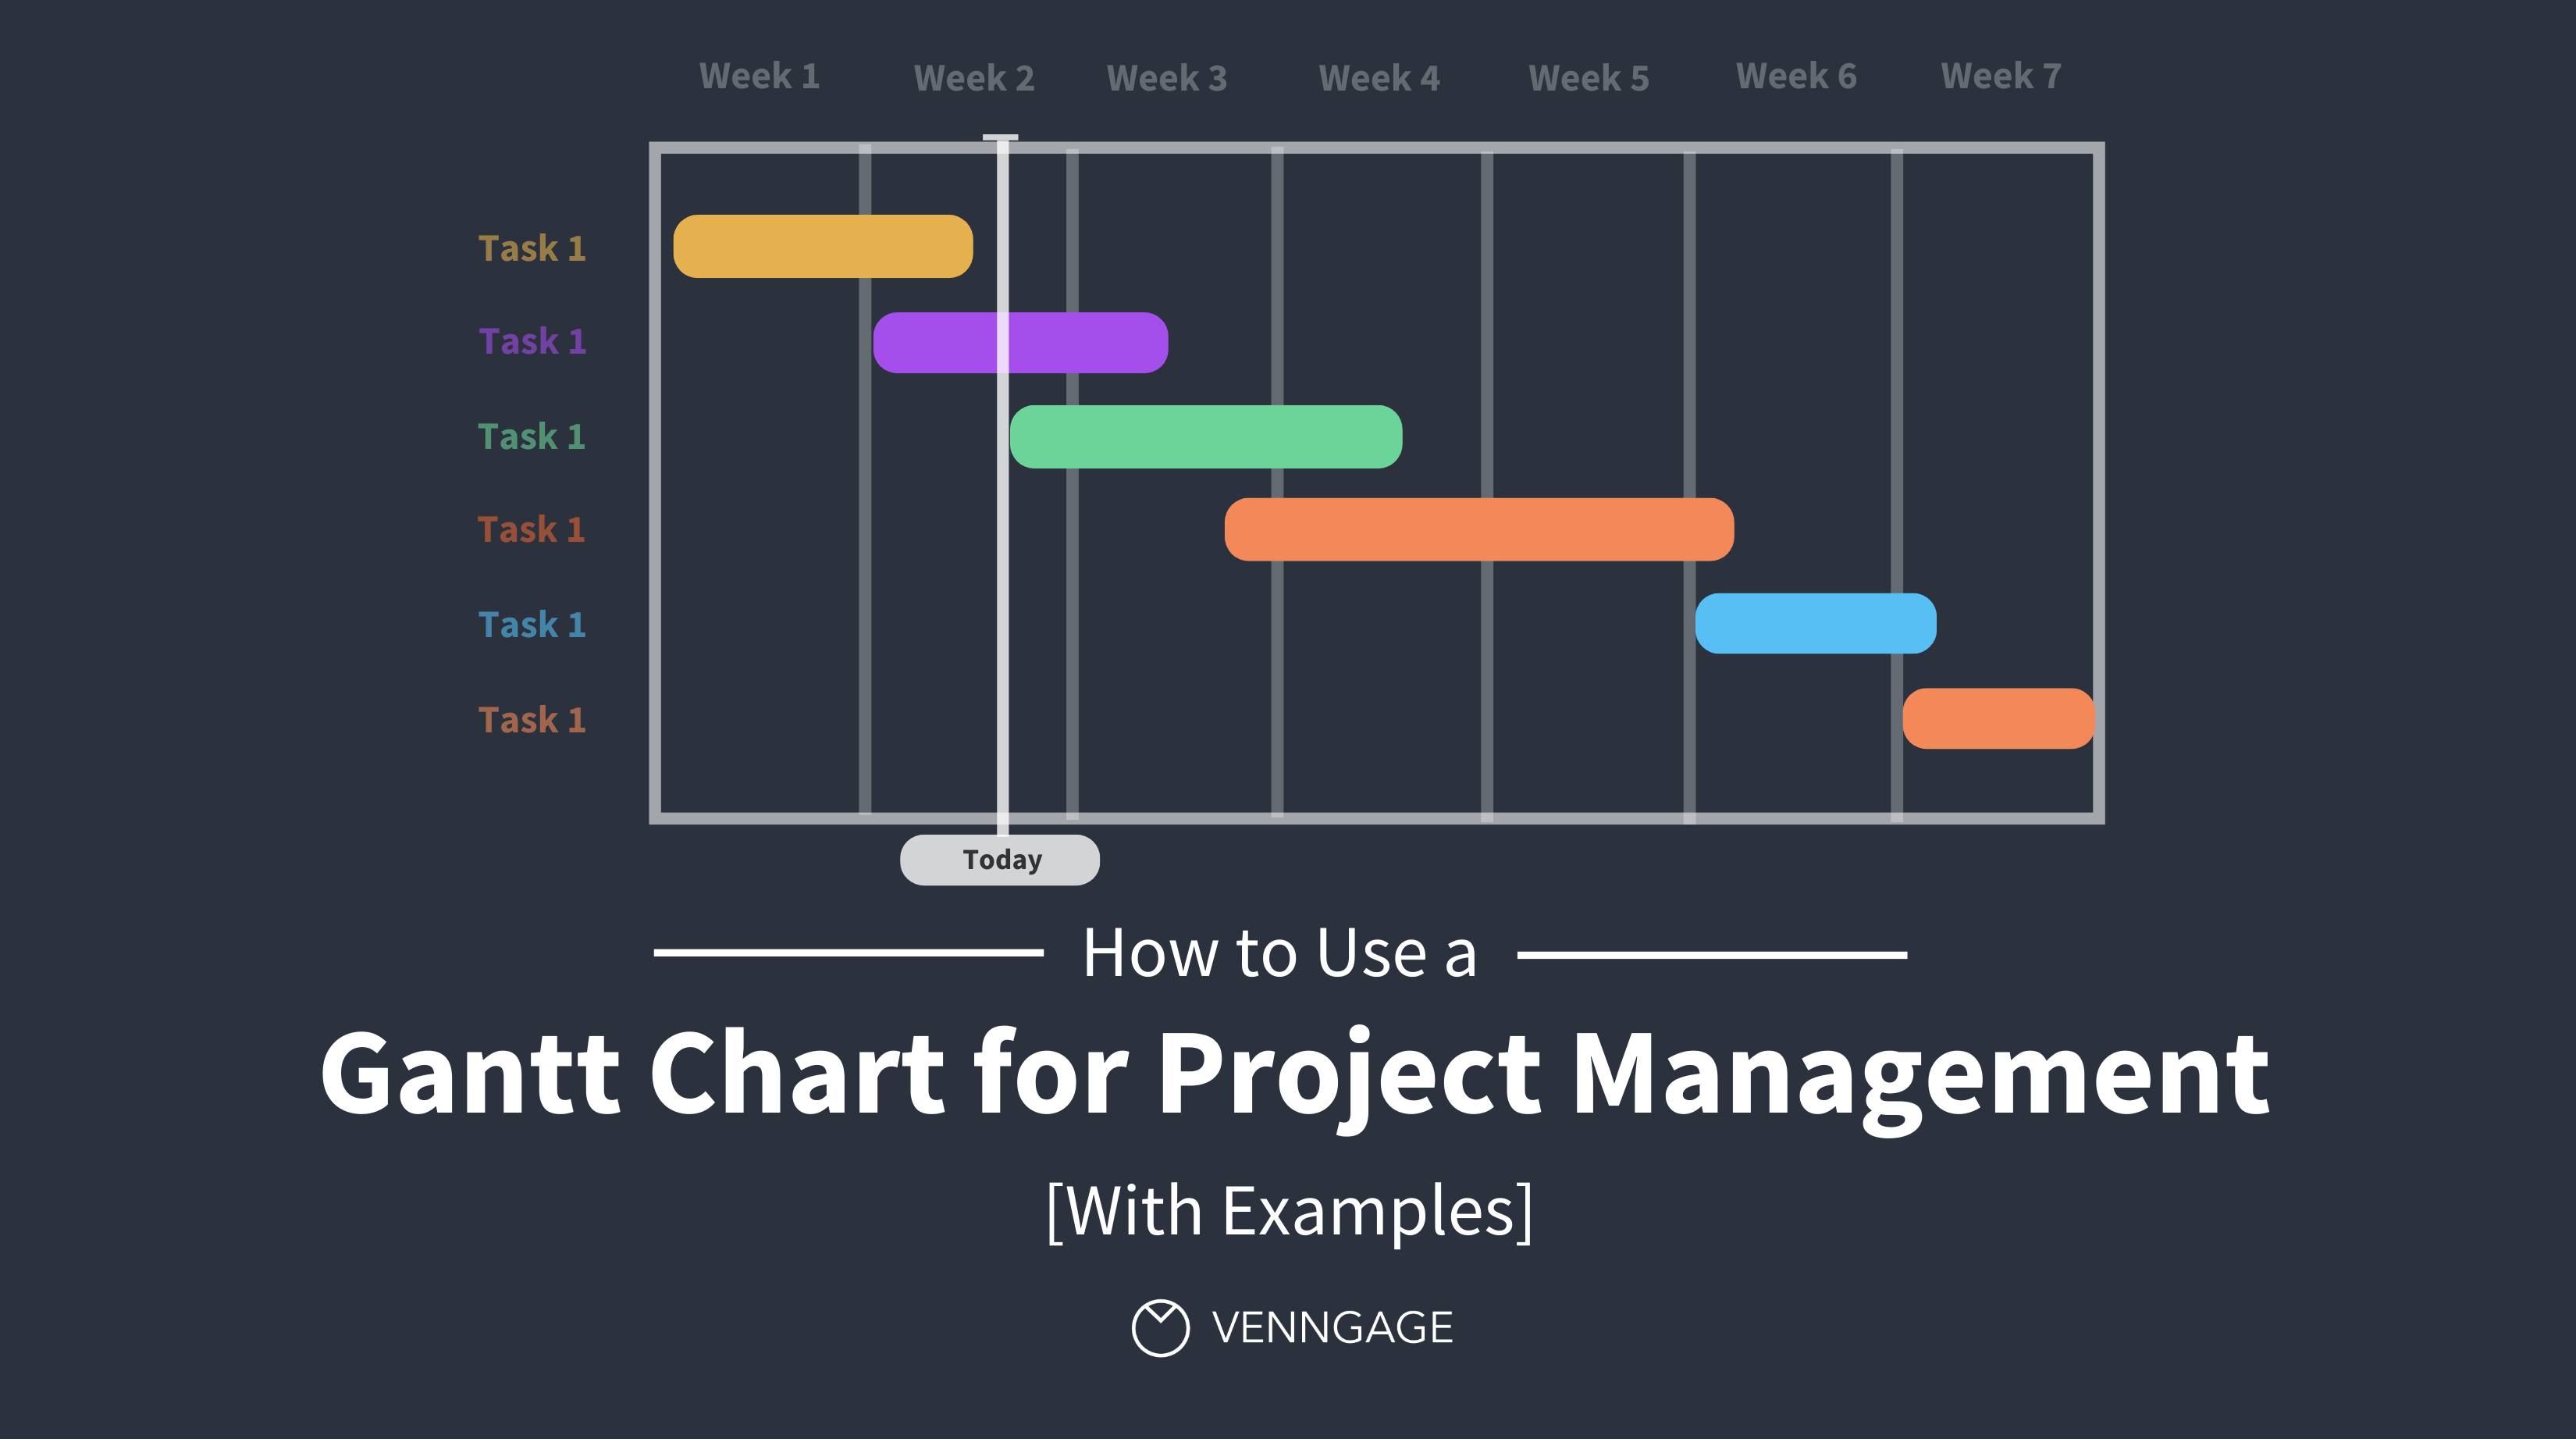 Week 1 Week 2 Week 3 Week 4 Week 5 Week 6 Week 7
Task 1
Task 1
Task 1
Task 1
Task 1
Task 1
Today
How to Use a
Gantt Chart for Project Management
[With Examples]
VENNGAGE